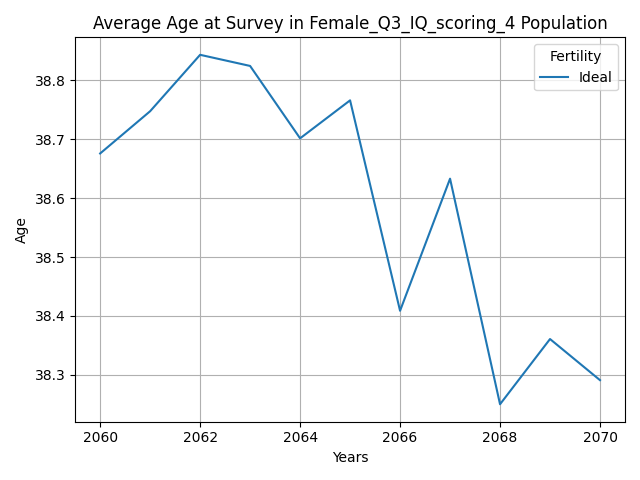 Average Age at Survey in Female_Q3_IQ_scoring_4 Population
Fertility
Ideal
38.8
38.7
38.6
38.5
38.4
38.3
Age
2060
2062
2064
2066
2068
2070
Years